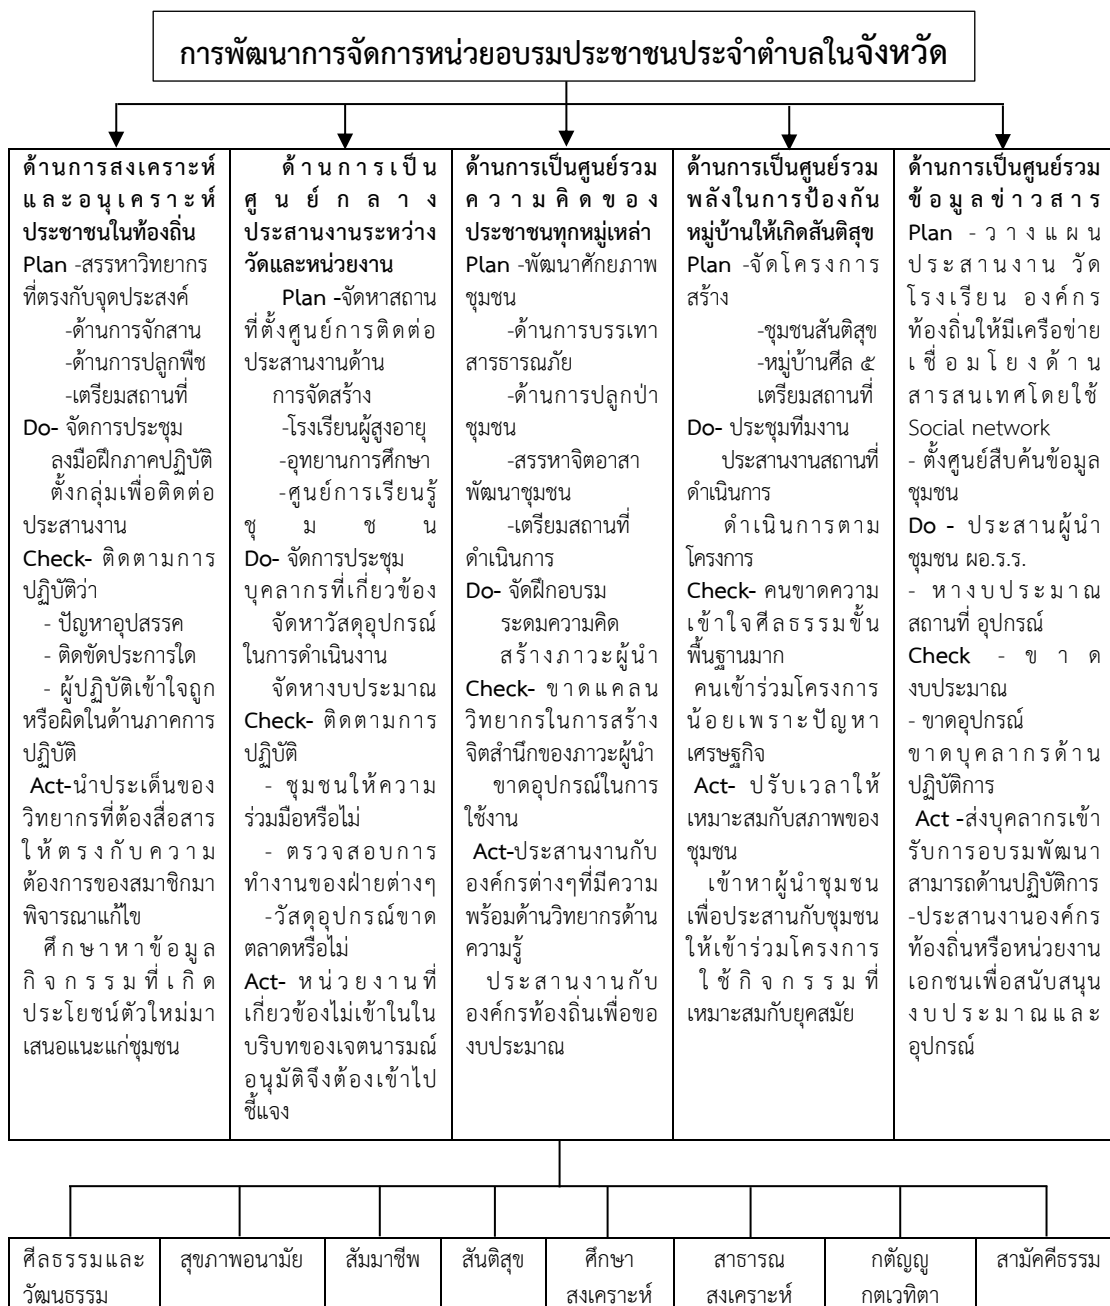 การพัฒนาการจัดการหน่วยอบรมประชาชนประจำตำบลในจังหวัด
ด้านการสงเคราะห์
และอนุเคราะห์
ประชาชนในท้องถิ่น
Plan -สรรหาวิทยากร
ที่ตรงกับจุดประสงค์
-ด้านการจักสาน
-ด้านการปลูกพืช
-เตรียมสถานที่
Do- จัดการประชุม
ลงมือฝึกภาคปฏิบัติ
ตั้งกลุ่มเพื่อติดต่อ
ประสานงาน
Check- ติดตามการ
ปฏิบัติว่า
- ปัญหาอุปสรรค
- ติดขัดประการใด
- ผู้ปฏิบัติเข้าใจถูก
หรือผิดในด้านภาคการ
ปฏิบัติ
Act-นำประเด็นของ
วิทยากรที่ต้องสื่อสาร
ให้ตรงกับความ
ต้องการของสมาชิกมา
พิจารณาแก้ไข
ศึกษาหาข้อมูล
กิจกรรมที่เกิด
ประโยชน์ตัวใหม่มา
เสนอแนะแก่ชุมชน
ด้านการเป็น
ศูนย์กลาง
ประสานงานระหว่าง
วัดและหน่วยงาน
Plan -จัดหาสถาน
ที่ตั้งศูนย์การติดต่อ
ประสานงานด้าน
การจัดสร้าง
-โรงเรียนผู้สูงอายุ
-อุทยานการศึกษา
-ศูนย์การเรียนรู้
ชุมชน
Do- จัดการประชุม
บุคลากรที่เกี่ยวข้อง
จัดหาวัสดุอุปกรณ์
ในการดำเนินงาน
จัดหางบประมาณ
Check- ติดตามการ
ปฏิบัติ
- ชุมชนให้ความ
ร่วมมือหรือไม่
- ตรวจสอบการ
ทำงานของฝ่ายต่างๆ
-วัสดุอุปกรณ์ขาด
ตลาดหรือไม่
Act- หน่วยงานที่
เกี่ยวข้องไม่เข้าในใน
บริบทของเจตนารมณ์
อนุมัติจึงต้องเข้าไป
ชี้แจง
ด้านการเป็นศูนย์รวม
ความคิดของ
ประชาชนทุกหมู่เหล่า
Plan -พัฒนาศักยภาพ
ชุมชน
-ด้านการบรรเทา
สารธารณภัย
-ด้านการปลูกป่า
ชุมชน
-สรรหาจิตอาสา
พัฒนาชุมชน
-เตรียมสถานที่
ดำเนินการ
Do- จัดฝึกอบรม
ระดมความคิด
สร้างภาวะผู้นำ
Check- ขาดแคลน
วิทยากรในการสร้าง
จิตสำนึกของภาวะผู้นำ
ขาดอุปกรณ์ในการ
ใช้งาน
Act-ประสานงานกับ
องค์กรต่างๆที่มีความ
พร้อมด้านวิทยากรด้าน
ความรู้
ประสานงานกับ
องค์กรท้องถิ่นเพื่อขอ
งบประมาณ
ด้านการเป็นศูนย์รวม
พลังในการป้องกัน
หมู่บ้านให้เกิดสันติสุข
Plan -จัดโครงการ
สร้าง
-ชุมชนสันติสุข
-หมู่บ้านศีล ๕
เตรียมสถานที่
Do- ประชุมทีมงาน
ประสานงานสถานที่
ดำเนินการ
ดำเนินการตาม
โครงการ
Check- คนขาดความ
เข้าใจศีลธรรมขั้น
พื้นฐานมาก
คนเข้าร่วมโครงการ
น้อยเพราะปัญหา
เศรษฐกิจ
Act- ปรับเวลาให้
เหมาะสมกับสภาพของ
ชุมชน
เข้าหาผู้นำชุมชน
เพื่อประสานกับชุมชน
ให้เข้าร่วมโครงการ
ใช้กิจกรรมที่
เหมาะสมกับยุคสมัย
ด้านการเป็นศูนย์รวม
ข้อมูลข่าวสาร
Plan -วางแผน
ประสานงาน วัด
โรงเรียน องค์กร
ท้องถิ่นให้มีเครือข่าย
เชื่อมโยงด้าน
สารสนเทศโดยใช้
Social network
- ตั้งศูนย์สืบค้นข้อมูล
ชุมชน
Do - ประสานผู้นำ
ชุมชน ผอ.ร.ร.
- หางบประมาณ
สถานที่ อุปกรณ์
Check - ขาด
งบประมาณ
- ขาดอุปกรณ์
ขาดบุคลากรด้าน
ปฏิบัติการ
Act -ส่งบุคลากรเข้า
รับการอบรมพัฒนา
สามารถด้านปฏิบัติการ
-ประสานงานองค์กร
ท้องถิ่นหรือหน่วยงาน
เอกชนเพื่อสนับสนุน
งบประมาณและ
อุปกรณ์
ศีลธรรมและ
วัฒนธรรม
สุขภาพอนามัย
สัมมาชีพ
สันติสุข
ศึกษา
สงเคราะห์
สาธารณ
สงเคราะห์
กตัญญู
กตเวทิตา
สามัคคีธรรม